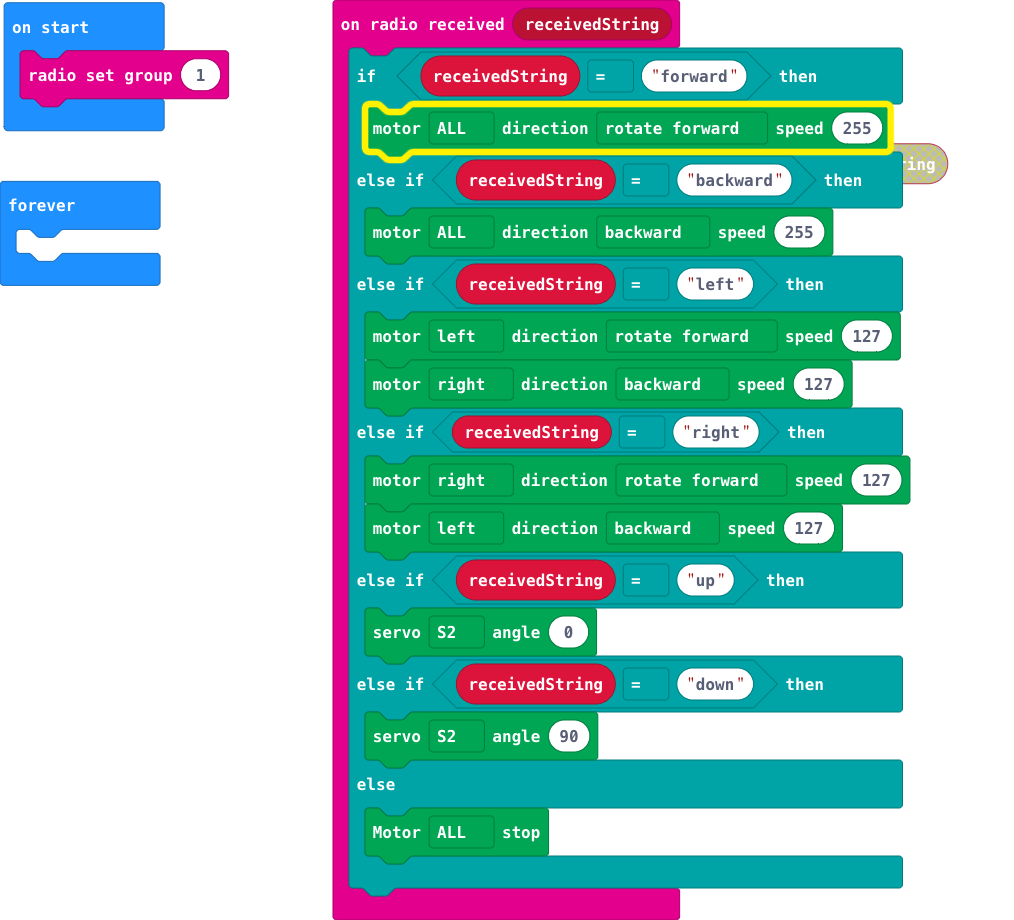 on start
radio set group 1
forever
on radio received receivedString
if receivedString = "forward" then
motor ALL direction rotate forward speed 255
else if receivedString = "backward" then
motor ALL direction backward speed 255
else if receivedString = "left" then
motor left direction rotate forward speed 127
motor right direction backward speed 127
else if receivedString = "right" then
motor right direction rotate forward speed 127
motor left direction backward speed 127
else if receivedString = "up" then
servo S2 angle 0
else if receivedString = "down" then
servo S2 angle 90
else
Motor ALL stop